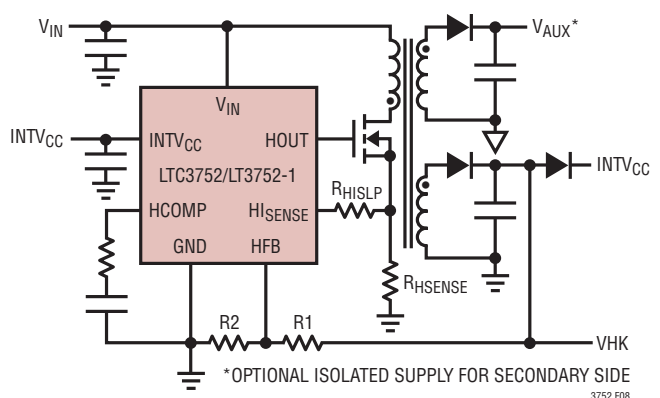 VIN
VAUX*
VIN
INTVCC
INTVCC
HOUT
INTVCC
LTC3752/LT3752-1
RHISLP
HCOMP
HISENSE
GND
HFB
RHSENSE
R2
R1
VHK
*OPTIONAL ISOLATED SUPPLY FOR SECONDARY SIDE
3752 F08